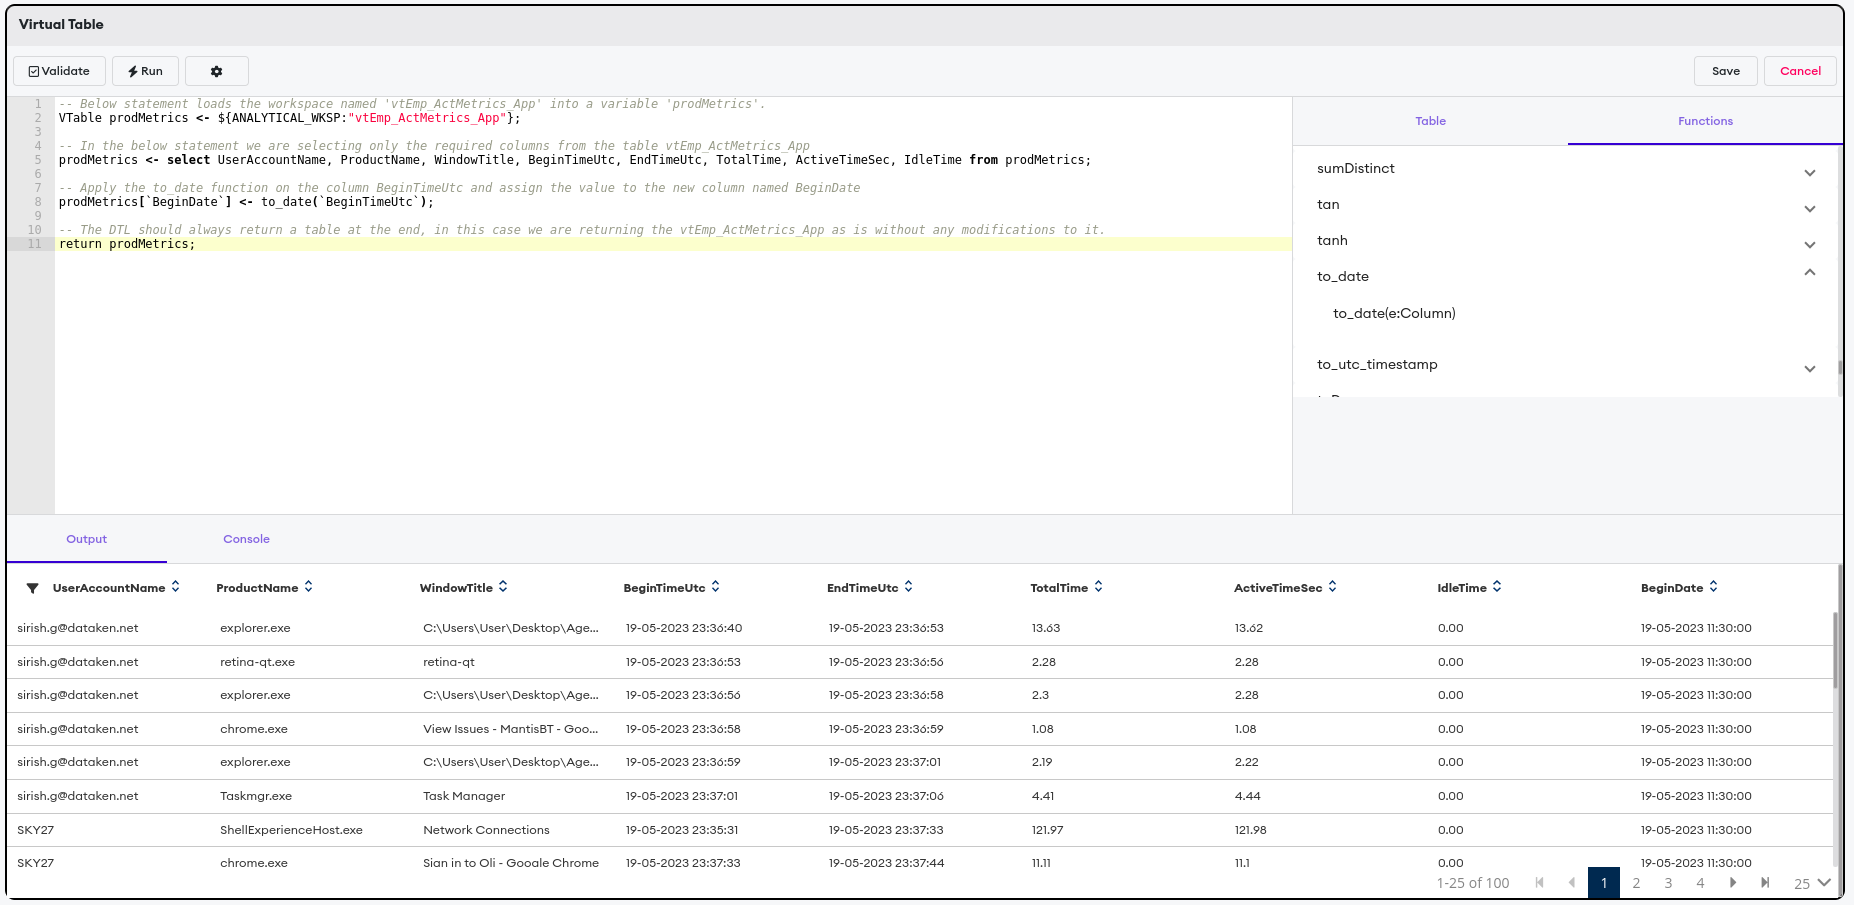 Virtual Table
Validate Run Save Cancel
1 -- Below statement loads the workspace named 'vtEmp_ActMetrics_App' into a variable 'prodMetrics'.
2 VTable prodMetrics <- ${ANALYTICAL_WKSP:"vtEmp_ActMetrics_App"};
3
4 -- In the below statement we are selecting only the required columns from the table vtEmp_ActMetrics_App
5 prodMetrics <- select UserAccountName, ProductName, WindowTitle, BeginTimeUtc, EndTimeUtc, TotalTime, ActiveTimeSec, IdleTime from prodMetrics;
6
7 -- Apply the to_date function on the column BeginTimeUtc and assign the value to the new column named BeginDate
8 prodMetrics[`BeginDate`] <- to_date(`BeginTimeUtc`);
9
10 -- The DTL should always return a table at the end, in this case we are returning the vtEmp_ActMetrics_App as is without any modifications to it.
11 return prodMetrics;
Table Functions
sumDistinct
tan
tanh
to_date
to_date(e:Column)
to_utc_timestamp
Output Console
UserAccountName ProductName WindowTitle BeginTimeUtc EndTimeUtc TotalTime ActiveTimeSec IdleTime BeginDate
sirish.g@dataken.net explorer.exe C:\Users\User\Desktop\Age... 19-05-2023 23:36:40 19-05-2023 23:36:53 13.63 13.62 0.00 19-05-2023 11:30:00
sirish.g@dataken.net retina-qt.exe retina-qt 19-05-2023 23:36:53 19-05-2023 23:36:56 2.28 2.28 0.00 19-05-2023 11:30:00
sirish.g@dataken.net explorer.exe C:\Users\User\Desktop\Age... 19-05-2023 23:36:56 19-05-2023 23:36:58 2.3 2.28 0.00 19-05-2023 11:30:00
sirish.g@dataken.net chrome.exe View Issues - MantisBT - Goo... 19-05-2023 23:36:58 19-05-2023 23:36:59 1.08 1.08 0.00 19-05-2023 11:30:00
sirish.g@dataken.net explorer.exe C:\Users\User\Desktop\Age... 19-05-2023 23:36:59 19-05-2023 23:37:01 2.19 2.22 0.00 19-05-2023 11:30:00
sirish.g@dataken.net Taskmgr.exe Task Manager 19-05-2023 23:37:01 19-05-2023 23:37:06 4.41 4.44 0.00 19-05-2023 11:30:00
SKY27 ShellExperienceHost.exe Network Connections 19-05-2023 23:35:31 19-05-2023 23:37:33 121.97 121.98 0.00 19-05-2023 11:30:00
SKY27 chrome.exe Sign in to Oli - Google Chrome 19-05-2023 23:37:33 19-05-2023 23:37:44 11.11 11.1 0.00 19-05-2023 11:30:00
1-25 of 100 1 2 3 4 25